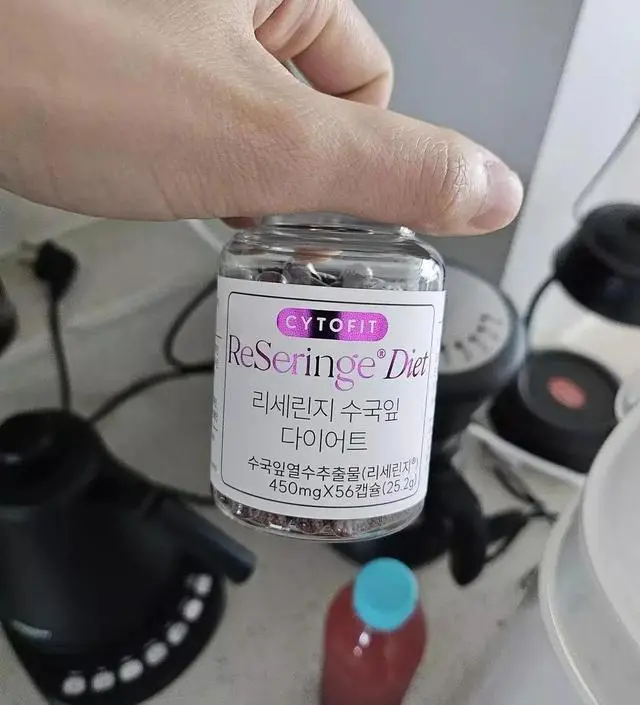 CYTOFIT
ReSeringe® Diet
리세린지 수국잎
다이어트
수국잎열수추출물(리세린지®)
450mgX56캡슐(25.2g)